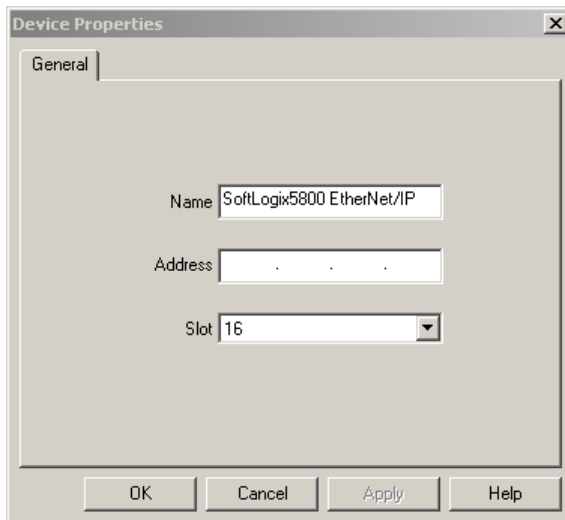 Device Properties
General
Name SoftLogix5800 EtherNet/IP
Address . . .
Slot 16
OK Cancel Apply Help